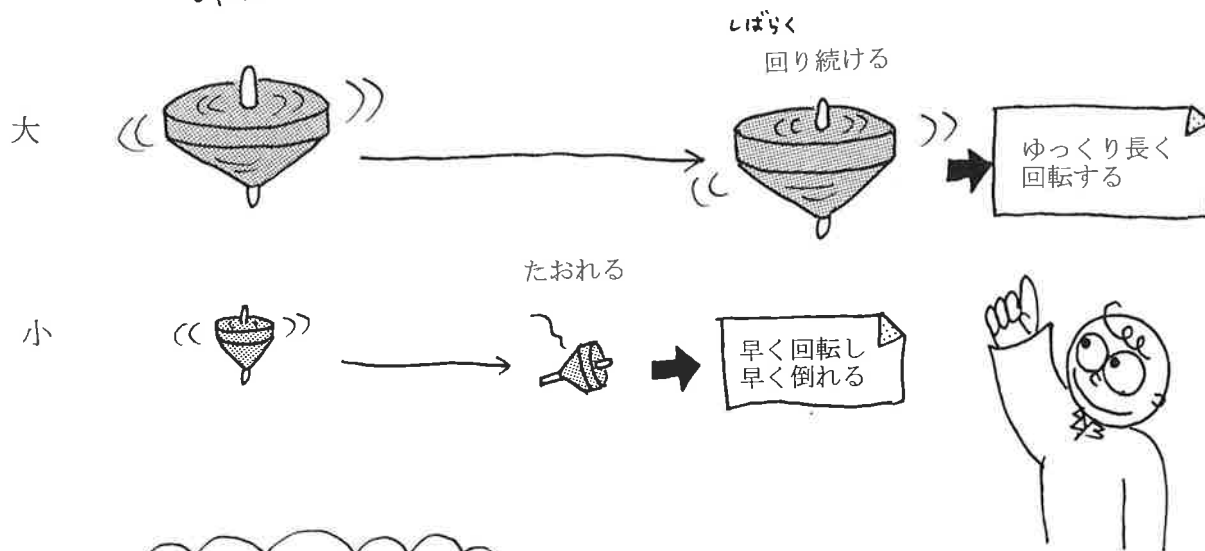 しばらく
回り続ける
大
ゆっくり長く
回転する
たおれる
小
早く回転し
早く倒れる